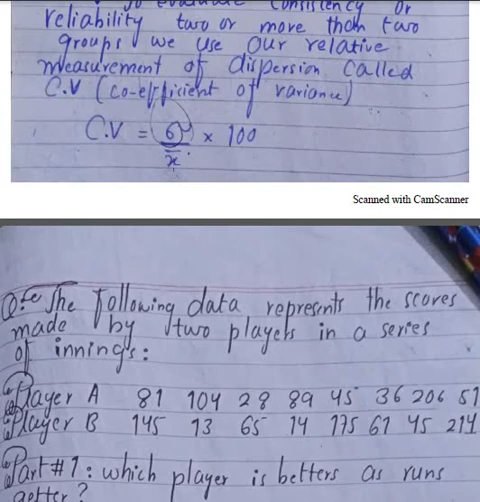 to evaluate consistency or
reliability two or more than two
groups we use our relative
measurement of dispersion called
C.V (co-efficient of variance)
C.V = σ/x̄ × 100
Scanned with CamScanner
The following data represents the scores
made by two players in a series
of innings:
Player A 81 104 28 89 45 36 206 51
Player B 145 13 65 14 175 61 45 214
Part #1: which player is betters as runs
getter?